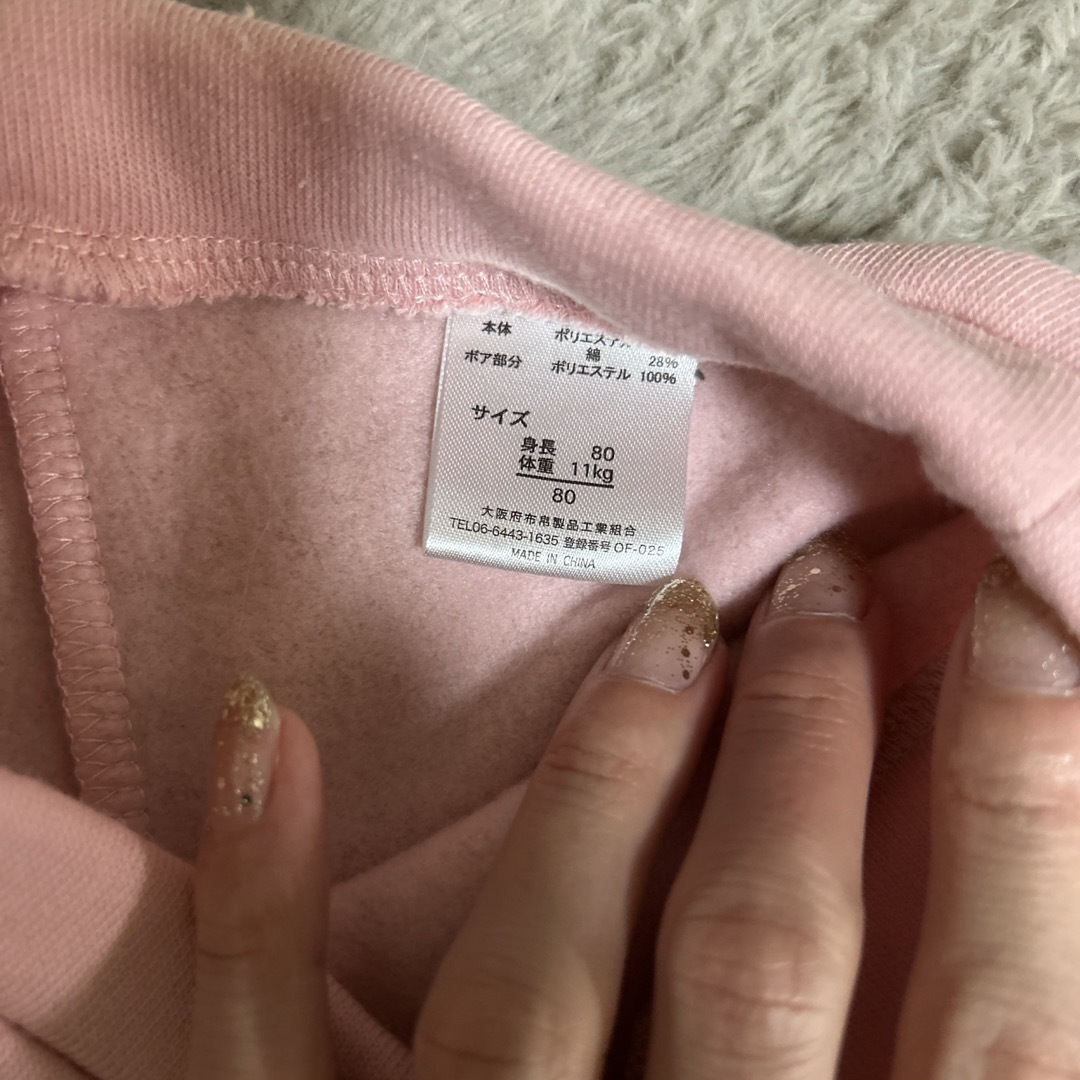 本体 ポリエステル
綿 28%
ボア部分 ポリエステル 100%
サイズ
身長 80
体重 11kg
80
大阪府布帛製品工業組合
TEL06-6443-1635 登録番号 OF-025
MADE IN CHINA